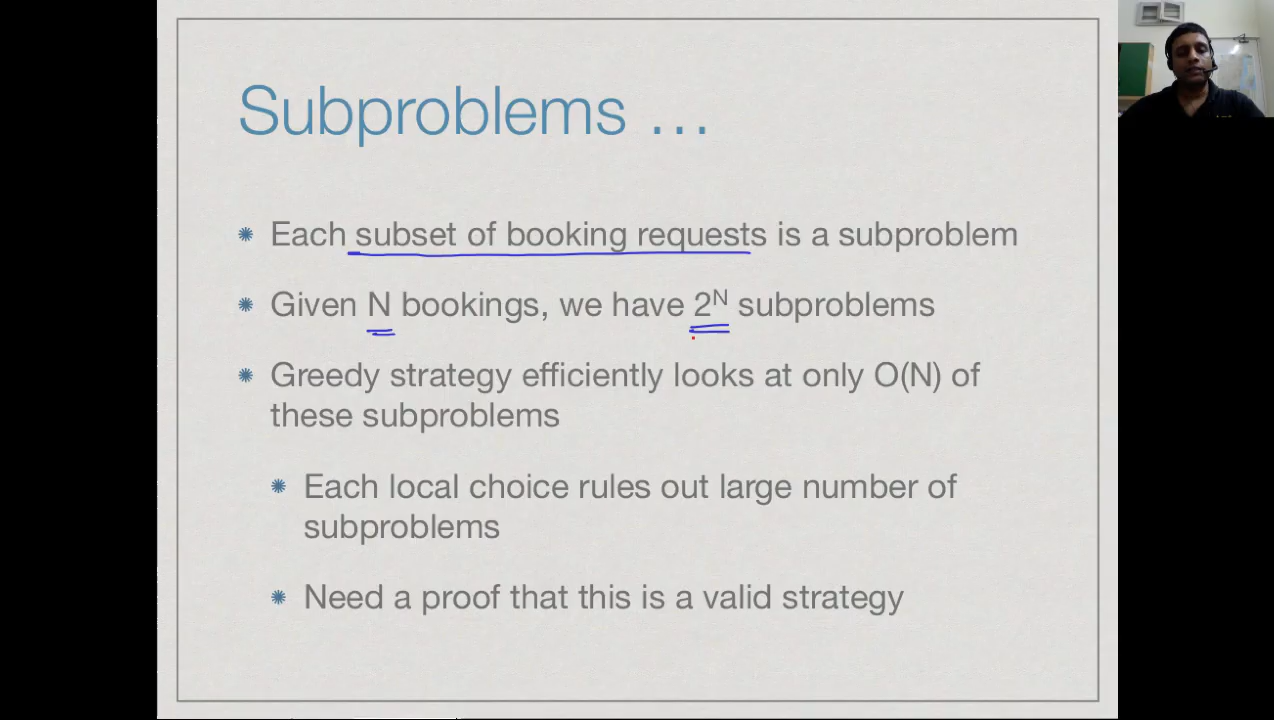 Subproblems ...
Each subset of booking requests is a subproblem
Given N bookings, we have 2^N subproblems
Greedy strategy efficiently looks at only O(N) of
these subproblems
Each local choice rules out large number of
subproblems
Need a proof that this is a valid strategy